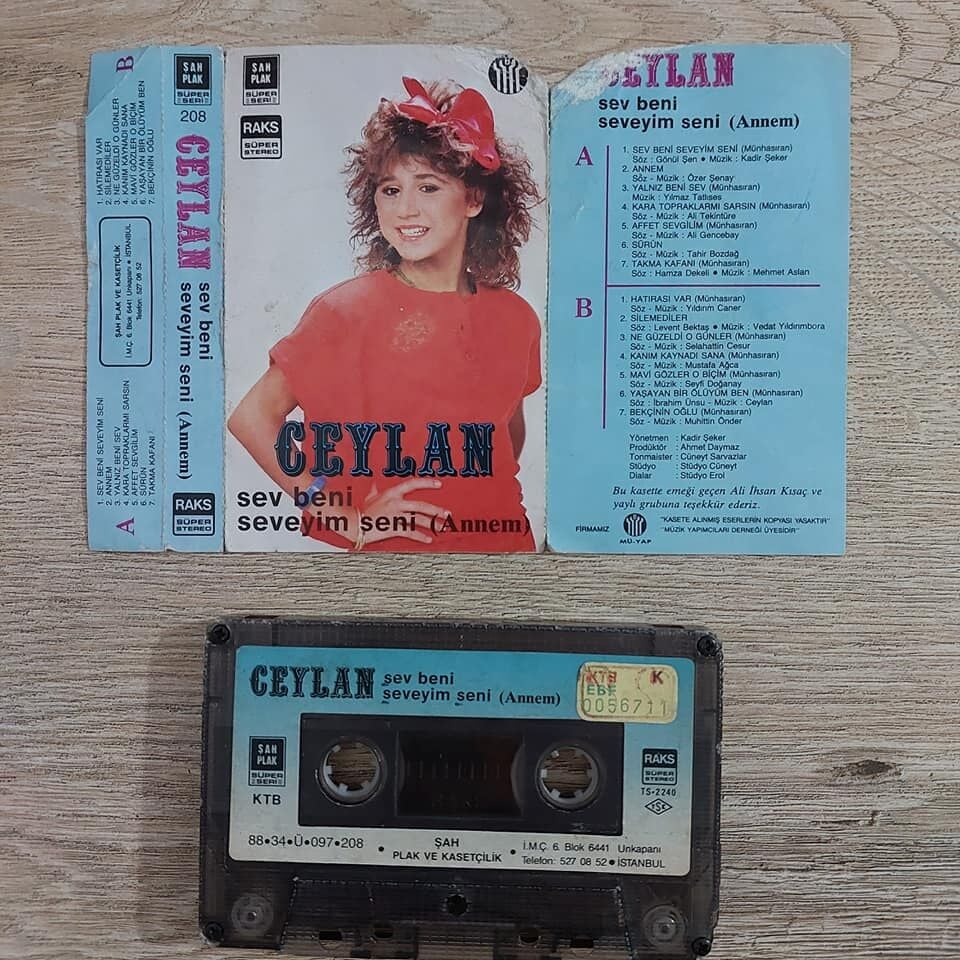 B
1. HATIRASI VAR
2. SİLEMEDİLER
3. NE GÜZELDİ O GÜNLER
4. KANIM KAYNADI SANA
5. MAVİ GÖZLER O BİÇİM
6. YAŞAYAN BİR ÖLÜYÜM BEN
7. BEKÇİNİN OĞLU
ŞAH PLAK VE KASETÇİLİK
İ.M.Ç. 6. Blok 6441 Unkapanı • İSTANBUL
Telefon: 527 08 52
A
1. SEV BENİ SEVEYİM SENİ
2. ANNEM
3. YALNIZ BENİ SEV
4. KARA TOPRAKLARMI SARSIN
5. AFFET SEVGİLİM
6. SÜRÜN
7. TAKMA KAFANI
ŞAH
PLAK
SÜPER
SERİ
208
CEYLAN
sev beni
seveyim seni (Annem)
RAKS
SÜPER
STEREO
ŞAH
PLAK
SÜPER
SERİ
RAKS
SÜPER
STEREO
CEYLAN
sev beni
seveyim seni (Annem)
CEYLAN
sev beni
seveyim seni (Annem)
A
1. SEV BENİ SEVEYİM SENİ (Münhasıran)
Söz : Gönül Şen • Müzik : Kadir Şeker
2. ANNEM
Söz - Müzik : Özer Şenay
3. YALNIZ BENİ SEV (Münhasıran)
Müzik : Yılmaz Tatlıses
4. KARA TOPRAKLARMI SARSIN (Münhasıran)
Söz - Müzik : Ali Tekintüre
5. AFFET SEVGİLİM (Münhasıran)
Söz - Müzik : Ali Gencebay
6. SÜRÜN
Söz - Müzik : Tahir Bozdağ
7. TAKMA KAFANI (Münhasıran)
Söz : Hamza Dekeli • Müzik : Mehmet Aslan
B
1. HATIRASI VAR (Münhasıran)
Söz - Müzik : Yıldırım Caner
2. SİLEMEDİLER
Söz : Levent Bektaş • Müzik : Vedat Yıldırımbora
3. NE GÜZELDİ O GÜNLER (Münhasıran)
Söz - Müzik : Selahattin Cesur
4. KANIM KAYNADI SANA (Münhasıran)
Söz - Müzik : Mustafa Ağca
5. MAVİ GÖZLER O BİÇİM (Münhasıran)
Söz - Müzik : Seyfi Doğanay
6. YAŞAYAN BİR ÖLÜYÜM BEN (Münhasıran)
Söz : İbrahim Ünsu - Müzik : Ceylan
7. BEKÇİNİN OĞLU (Münhasıran)
Söz - Müzik : Muhittin Önder
Yönetmen : Kadir Şeker
Prodüktör : Ahmet Daymaz
Tonmaister : Cüneyt Sarvazlar
Stüdyo : Stüdyo Cüneyt
Dialar : Stüdyo Erol
Bu kasette emeği geçen Ali İhsan Kısaç ve
yaylı grubuna teşekkür ederiz.
FİRMAMIZ
MÜ-YAP
"KASETE ALINMIŞ ESERLERİN KOPYASI YASAKTIR"
"MÜZİK YAPIMCILARI DERNEĞİ ÜYESİDİR"
CEYLAN
sev beni
seveyim seni (Annem)
KTB K
EBF
0056711
ŞAH
PLAK
SÜPER
SERİ
KTB
RAKS
SÜPER
STEREO
TS-2240
TSE
88•34•Ü•097•208
• ŞAH
PLAK VE KASETÇİLİK
• İ.M.Ç. 6. Blok 6441 Unkapanı
Telefon: 527 08 52 • İSTANBUL